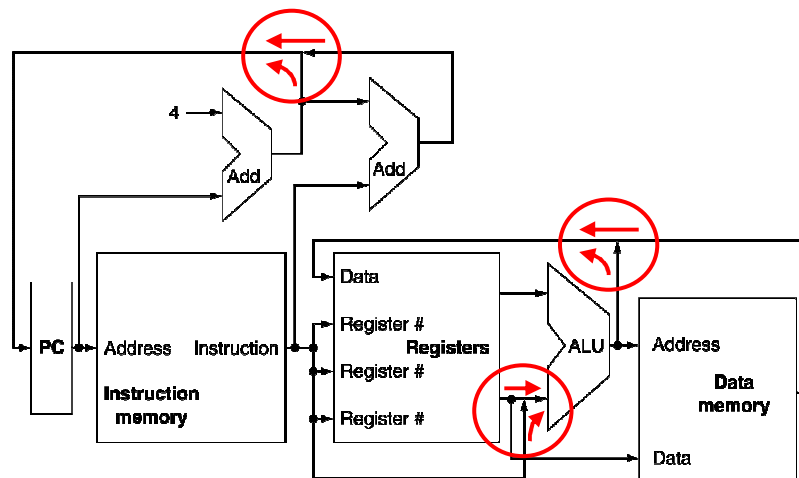 4
Add
Add
Data
Register #
PC
Address
Instruction
Registers
ALU
Address
Instruction
memory
Register #
Data
memory
Register #
Data